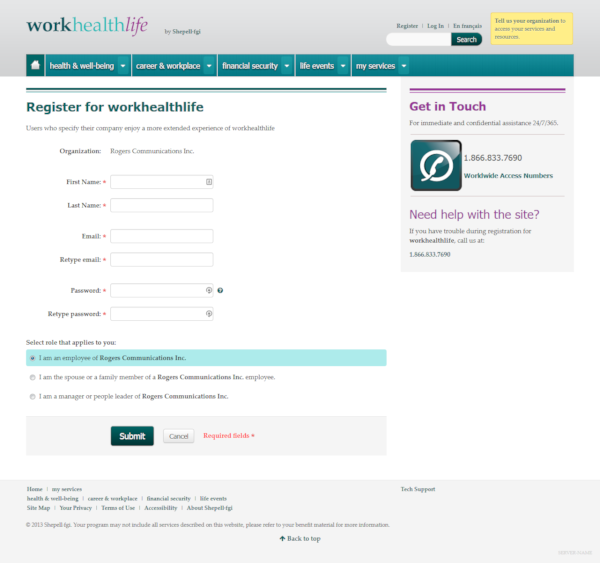 workhealthlife
by Shepell·fgi
Register | Log In | En français
Search
Tell us your organization to
access your services and
resources.
health & well-being
career & workplace
financial security
life events
my services
Register for workhealthlife
Users who specify their company enjoy a more extended experience of workhealthlife
Organization: Rogers Communications Inc.
First Name: *
Last Name: *
Email: *
Retype email: *
Password: *
Retype password: *
Select role that applies to you:
I am an employee of Rogers Communications Inc.
I am the spouse or a family member of a Rogers Communications Inc. employee.
I am a manager or people leader of Rogers Communications Inc.
Submit
Cancel
Required fields *
Get in Touch
For immediate and confidential assistance 24/7/365.
1.866.833.7690
Worldwide Access Numbers
Need help with the site?
If you have trouble during registration for
workhealthlife, call us at:
1.866.833.7690
Home | my services
health & well-being | career & workplace | financial security | life events
Site Map | Your Privacy | Terms of Use | Accessibility | About Shepell·fgi
Tech Support
© 2013 Shepell·fgi. Your program may not include all services described on this website, please refer to your benefit material for more information.
Back to top